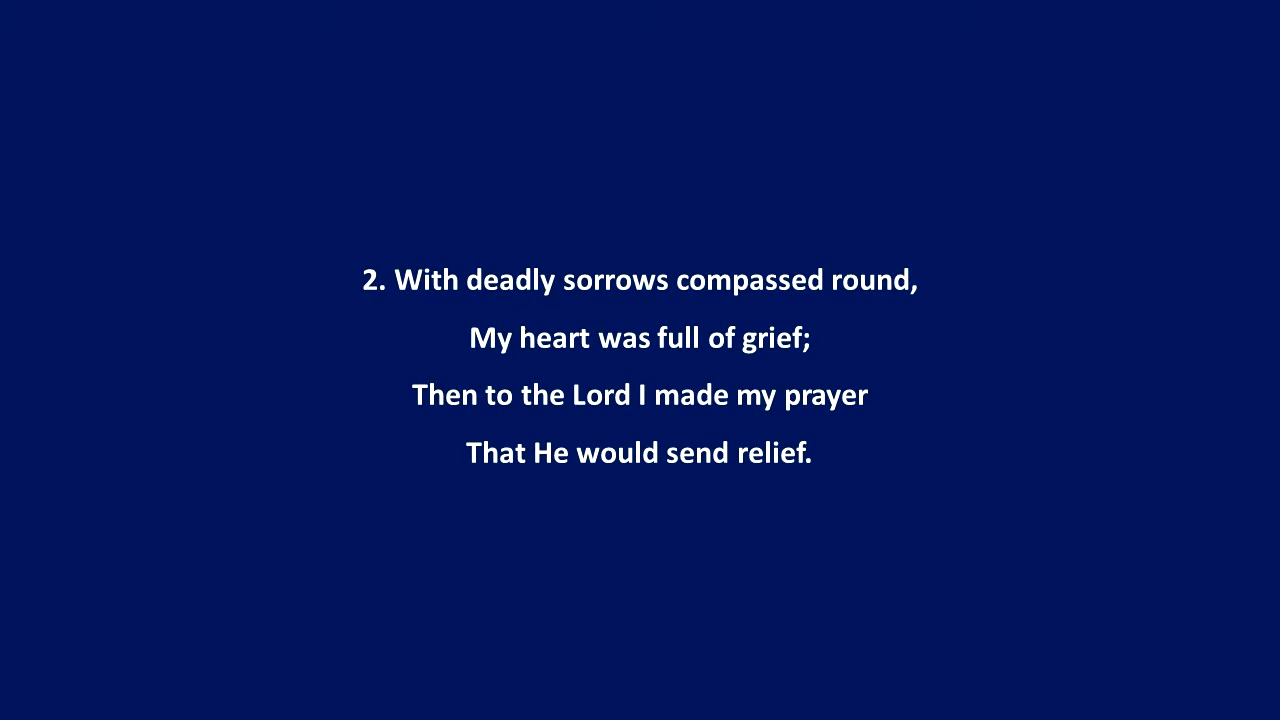 2. With deadly sorrows compassed round,
My heart was full of grief;
Then to the Lord I made my prayer
That He would send relief.